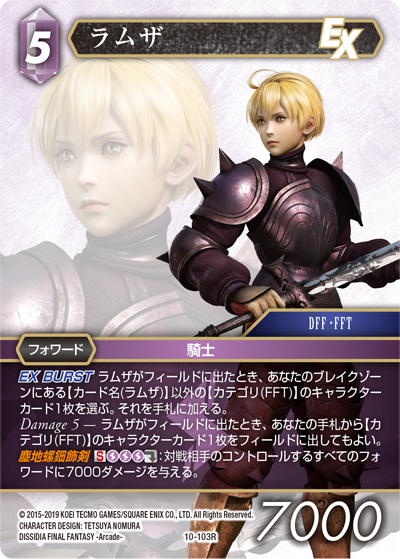 5
ラムザ
EX
DFF・FFT
フォワード
騎士
EX BURST ラムザがフィールドに出たとき、あなたのブレイクゾー
ンにある【カード名(ラムザ)】以外の【カテゴリ(FFT)】のキャラクター
カード1枚を選ぶ。それを手札に加える。
Damage 5 — ラムザがフィールドに出たとき、あなたの手札から【カ
テゴリ(FFT)】のキャラクターカード1枚をフィールドに出してもよい。
塵地螺鈿飾剣 S:対戦相手のコントロールするすべてのフォ
ワードに7000ダメージを与える。
© 2015-2019 KOEI TECMO GAMES/SQUARE ENIX CO., LTD. All Rights Reserved.
CHARACTER DESIGN: TETSUYA NOMURA
DISSIDIA FINAL FANTASY -Arcade-
10-103R
7000